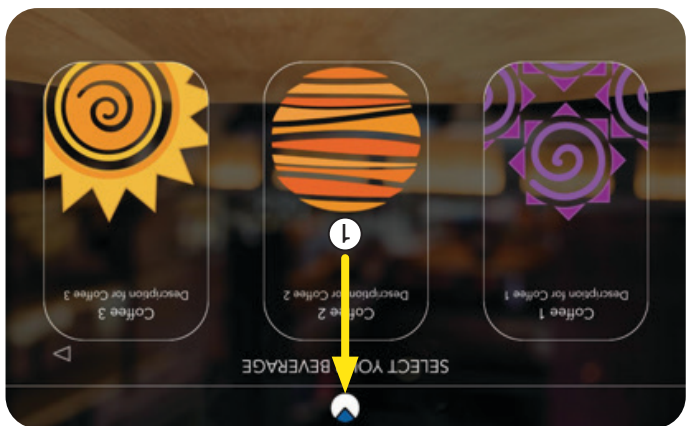 SELECT YOUR BEVERAGE
Coffee 1
Description for Coffee 1
Coffee 2
Description for Coffee 2
Coffee 3
Description for Coffee 3
1